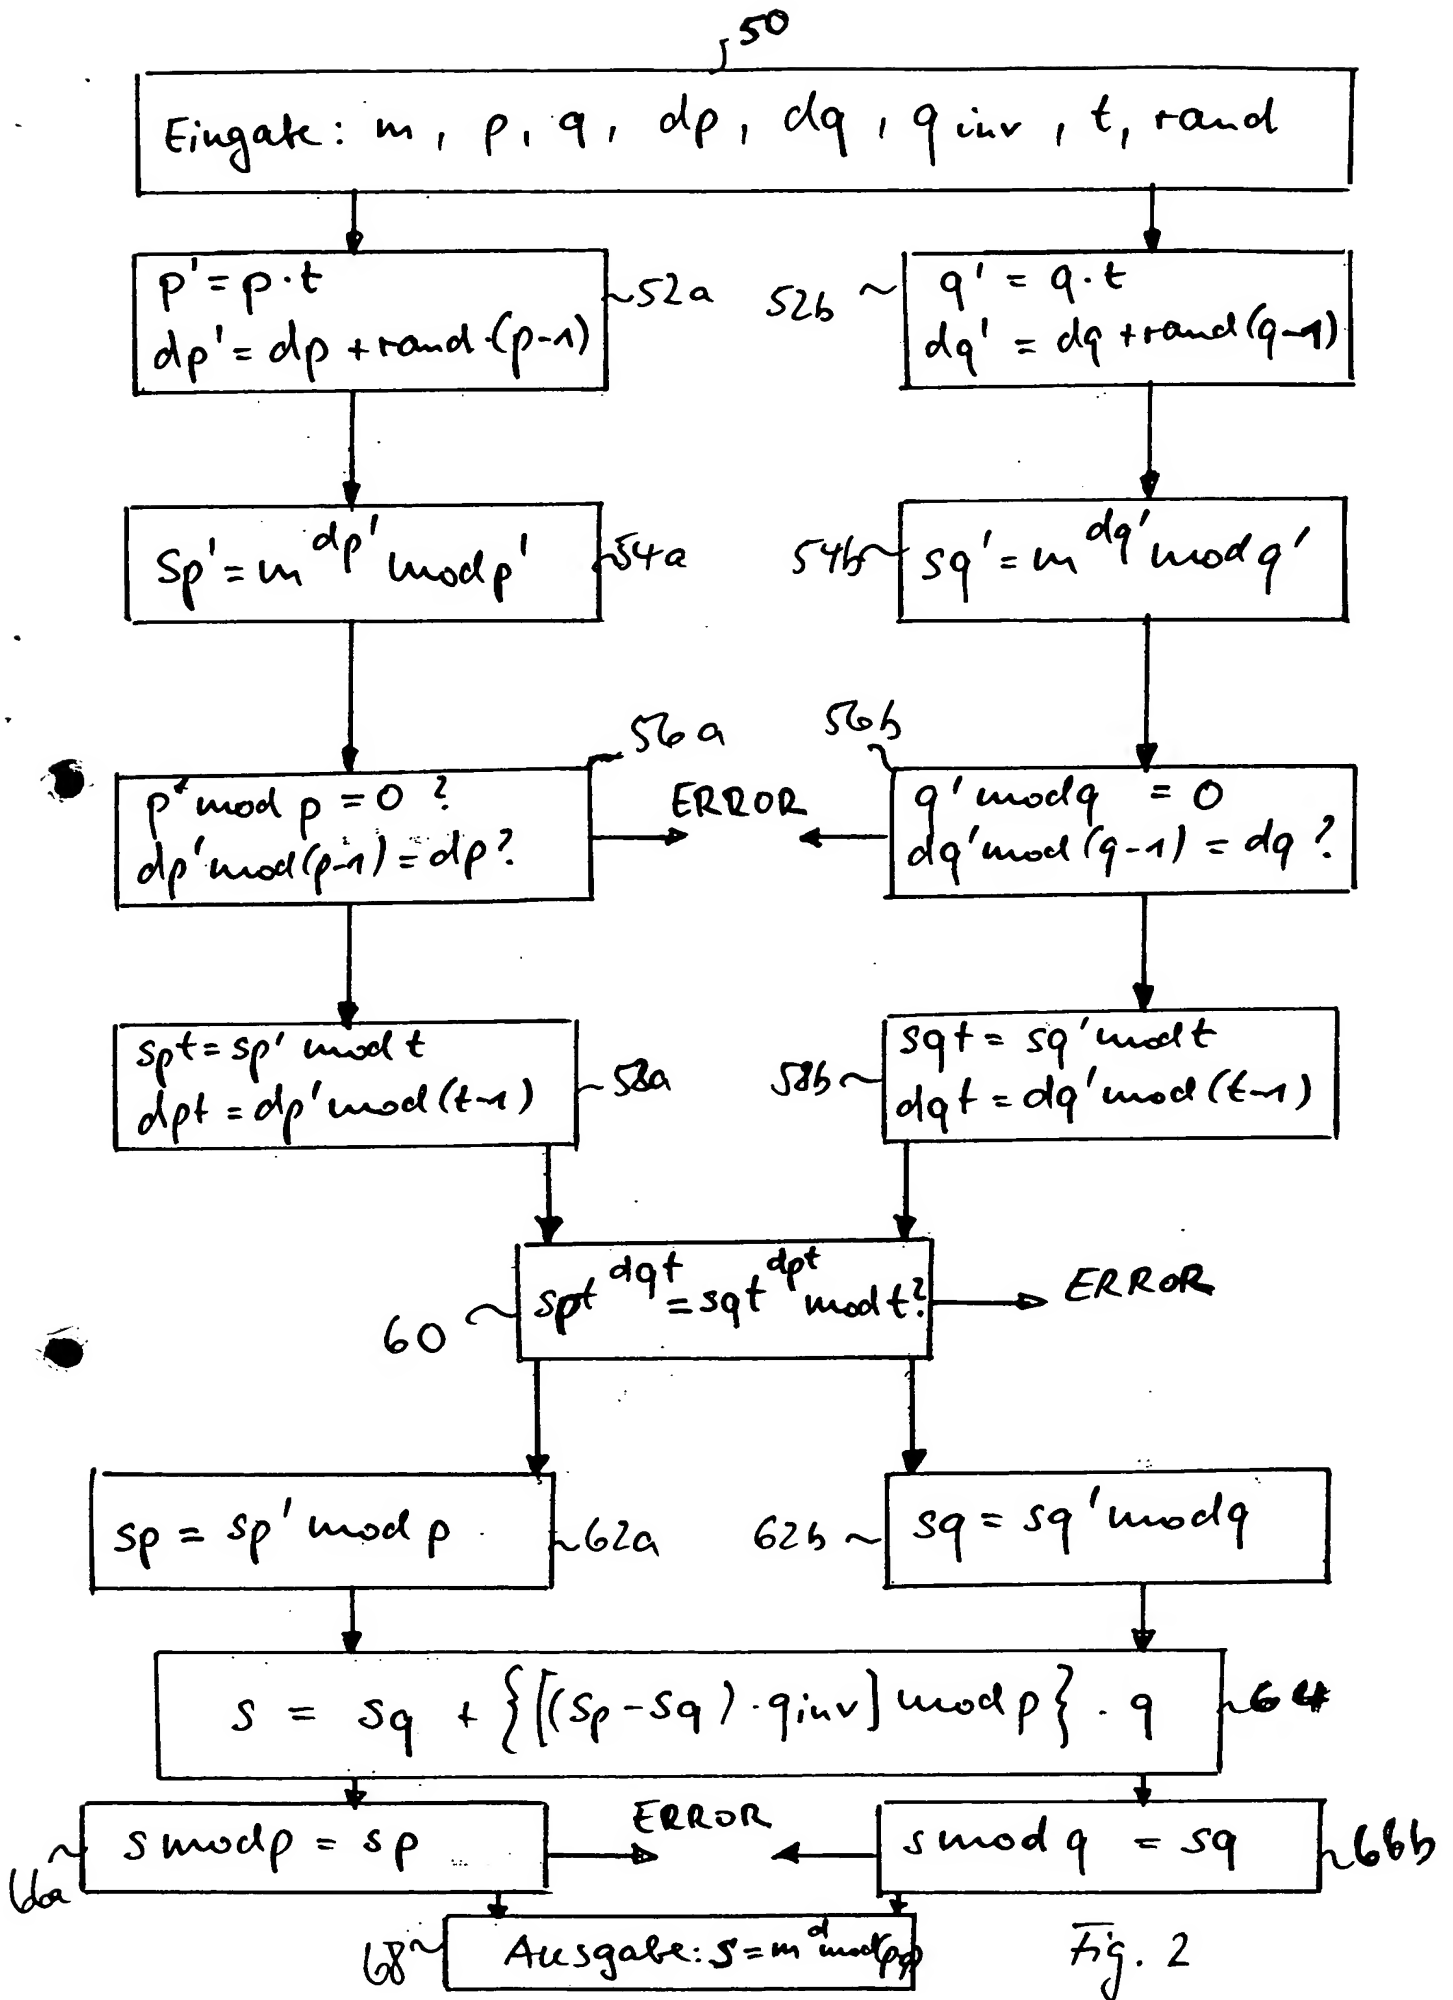 50
Eingabe: m, p, q, dp, dq, q inv, t, rand
p' = p · t
dp' = dp + rand · (p-1)
52a
52b
q' = q · t
dq' = dq + rand (q-1)
sp' = m^dp' mod p'
54a
54b
sq' = m^dq' mod q'
56a
56b
p' mod p = 0 ?
dp' mod (p-1) = dp ?
ERROR
q' mod q = 0
dq' mod (q-1) = dq ?
spt = sp' mod t
dpt = dp' mod (t-1)
58a
58b
sqt = sq' mod t
dqt = dq' mod (t-1)
60
spt^dqt = sqt^dpt mod t ?
ERROR
sp = sp' mod p
62a
62b
sq = sq' mod q
s = sq + {[(sp - sq) · qinv] mod p} · q
64
66a
s mod p = sp
ERROR
s mod q = sq
66b
68
Ausgabe: s = m^d mod (pq)
Fig. 2